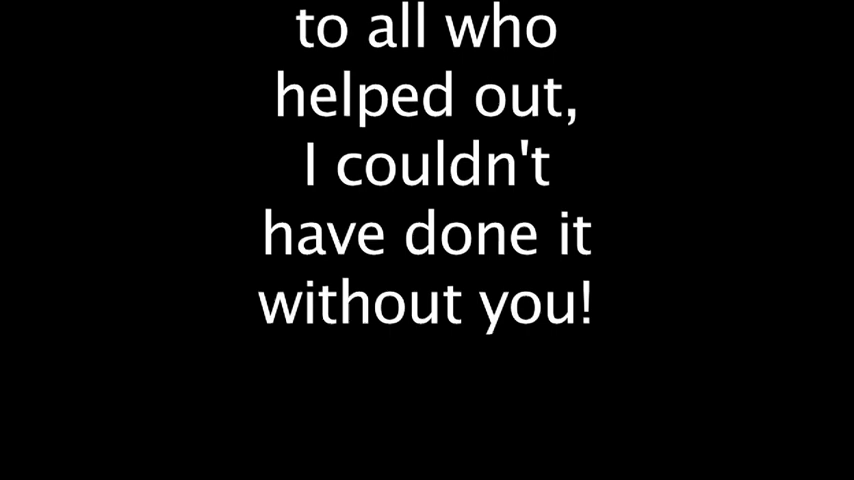 to all who
helped out,
I couldn't
have done it
without you!